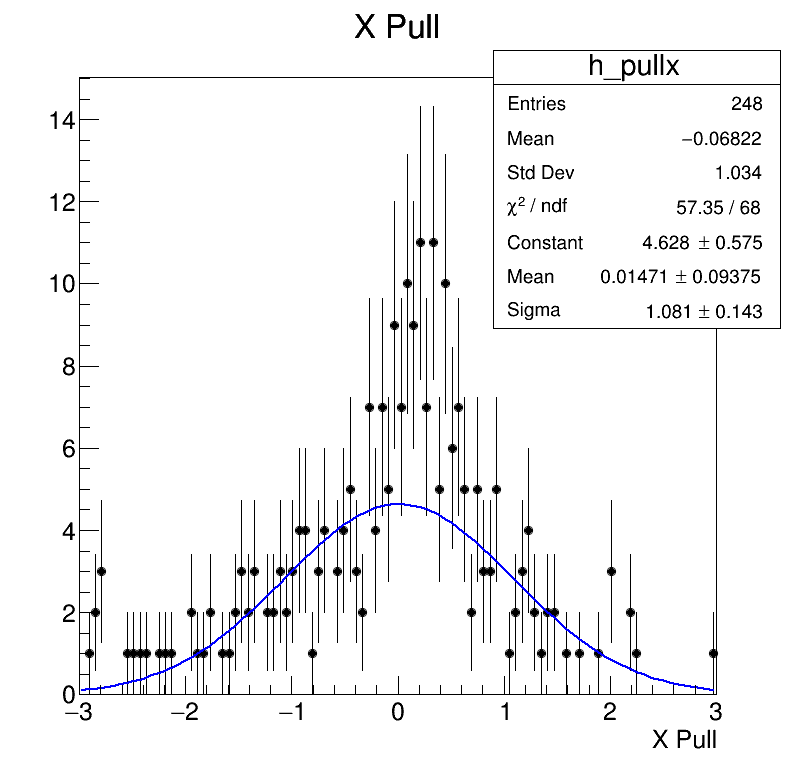 X Pull
h_pullx
Entries 248
Mean −0.06822
Std Dev 1.034
χ² / ndf 57.35 / 68
Constant 4.628 ± 0.575
Mean 0.01471 ± 0.09375
Sigma 1.081 ± 0.143
14
12
10
8
6
4
2
0
−3 −2 −1 0 1 2 3
X Pull